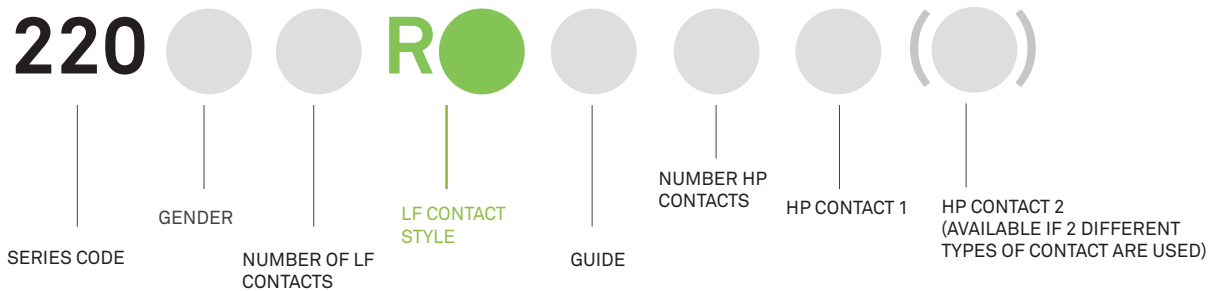 220 R ( )
SERIES CODE
GENDER
NUMBER OF LF
CONTACTS
LF CONTACT
STYLE
GUIDE
NUMBER HP
CONTACTS
HP CONTACT 1
HP CONTACT 2
(AVAILABLE IF 2 DIFFERENT
TYPES OF CONTACT ARE USED)